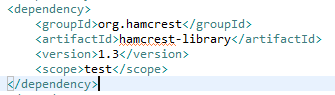 <dependency>
<groupId>org.hamcrest</groupId>
<artifactId>hamcrest-library</artifactId>
<version>1.3</version>
<scope>test</scope>
</dependency>